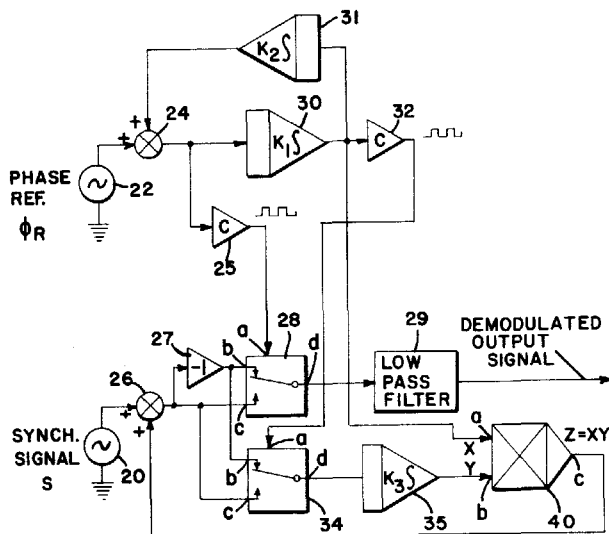 31
K₂∫
+
24
+
30
K₁∫
32
C
22
PHASE
REF.
ϕR
C
25
27
-1
a
28
b
c
d
29
LOW
PASS
FILTER
DEMODULATED
OUTPUT
SIGNAL
26
+
+
SYNCH.
SIGNAL
S
20
a
b
c
d
34
K₃∫
35
a
X
Y
b
Z=XY
c
40